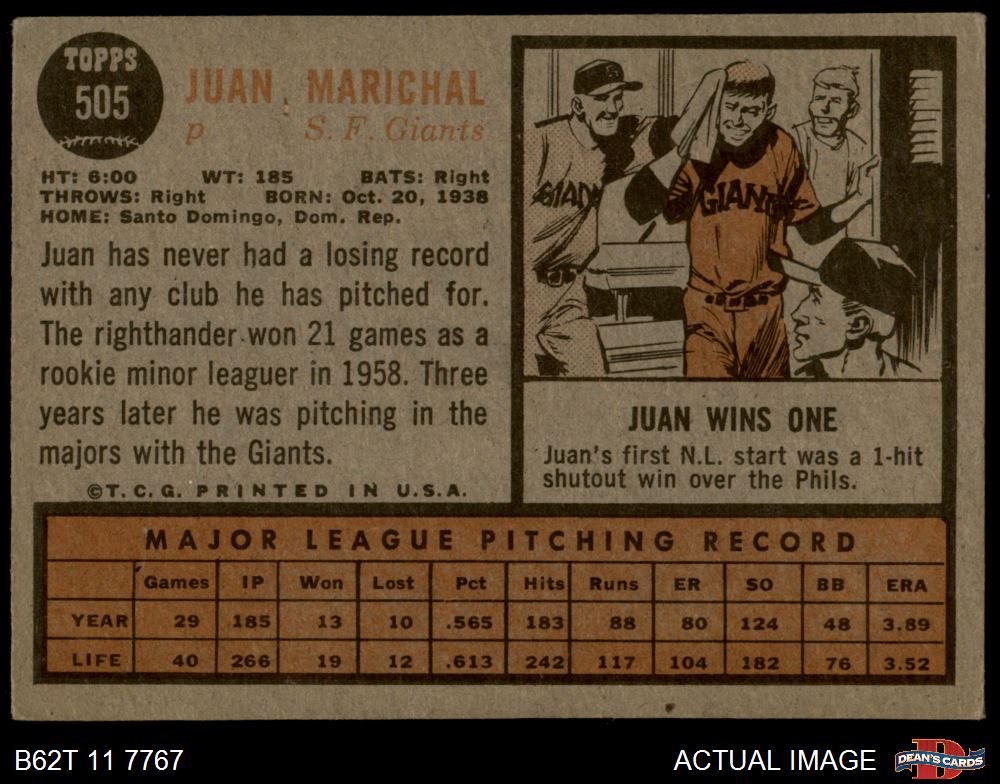 TOPPS
505
JUAN MARICHAL
p S. F. Giants
HT: 6:00 WT: 185 BATS: Right
THROWS: Right BORN: Oct. 20, 1938
HOME: Santo Domingo, Dom. Rep.
Juan has never had a losing record
with any club he has pitched for.
The righthander won 21 games as a
rookie minor leaguer in 1958. Three
years later he was pitching in the
majors with the Giants.
©T. C. G. PRINTED IN U.S.A.
S
GIAN
GIANT
JUAN WINS ONE
Juan's first N.L. start was a 1-hit
shutout win over the Phils.
MAJOR LEAGUE PITCHING RECORD
Games IP Won Lost Pct Hits Runs ER SO BB ERA
YEAR 29 185 13 10 .565 183 88 80 124 48 3.89
LIFE 40 266 19 12 .613 242 117 104 182 76 3.52
B62T 11 7767 ACTUAL IMAGE
D
DEAN'S CARDS